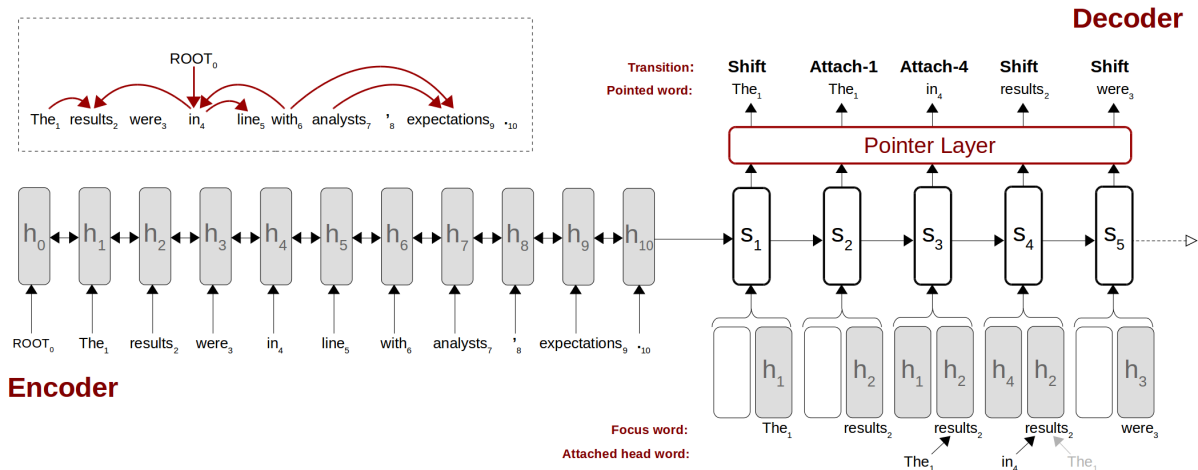 Decoder
ROOT₀
The₁ results₂ were₃ in₄ line₅ with₆ analysts₇ '₈ expectations₉ .₁₀
Transition: Shift Attach-1 Attach-4 Shift Shift
Pointed word: The₁ The₁ in₄ results₂ were₃
Pointer Layer
h₀ h₁ h₂ h₃ h₄ h₅ h₆ h₇ h₈ h₉ h₁₀ s₁ s₂ s₃ s₄ s₅
ROOT₀ The₁ results₂ were₃ in₄ line₅ with₆ analysts₇ '₈ expectations₉ .₁₀
h₁ h₂ h₁ h₂ h₄ h₂ h₃
Encoder
Focus word: The₁ results₂ results₂ results₂ were₃
Attached head word: The₁ in₄ The₁